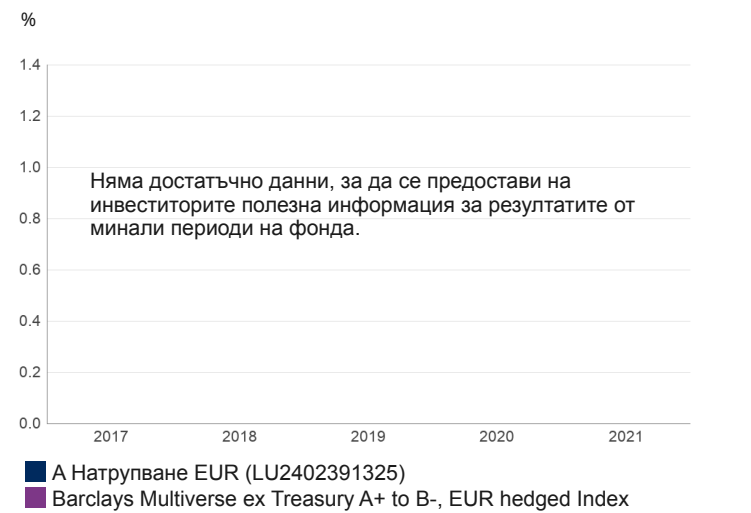 %
1.4
1.2
1.0
Няма достатъчно данни, за да се предостави на
инвеститорите полезна информация за резултатите от
0.8
минали периоди на фонда.
0.6
0.4
0.2
0.0
2017 2018 2019 2020 2021
А Натрупване EUR (LU2402391325)
Barclays Multiverse ex Treasury A+ to B-, EUR hedged Index